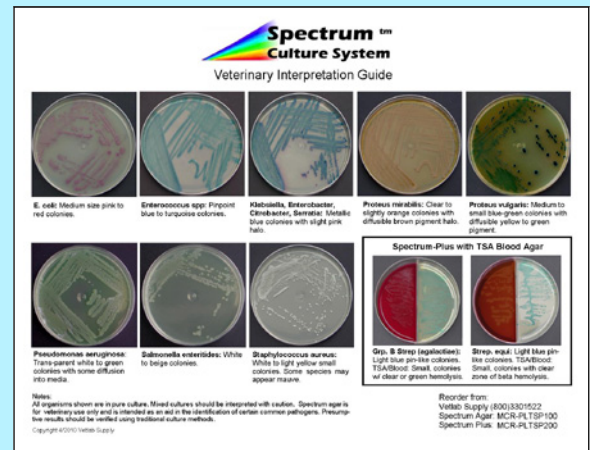 Spectrum ™
Culture System
Veterinary Interpretation Guide
E. coli: Medium size pink to
red colonies.
Enterococcus spp: Pinpoint
blue to turquoise colonies.
Klebsiella, Enterobacter,
Citrobacter, Serratia: Metallic
blue colonies with slight pink
halo.
Proteus mirabilis: Clear to
slightly orange colonies with
diffusible brown pigment halo.
Proteus vulgaris: Medium to
small blue-green colonies with
diffusible yellow to green
pigment.
Pseudomonas aeruginosa:
Trans-parent white to green
colonies with some diffusion
into media.
Salmonella enteritides: White
to beige colonies.
Staphylococcus aureus:
White to light yellow small
colonies. Some species may
appear mauve.
Spectrum-Plus with TSA Blood Agar
Grp. B Strep (agalactiae):
Light blue pin-like colonies.
TSA/Blood: Small, colonies
w/ clear or green hemolysis.
Strep. equi: Light blue pin-
like colonies. TSA/Blood:
Small, colonies with clear
zone of beta hemolysis.
Notes:
All organisms shown are in pure culture. Mixed cultures should be interpreted with caution. Spectrum agar is
for veterinary use only and is intended as an aid in the identification of certain common pathogens. Presump-
tive results should be verified using traditional culture methods.
Copyright 4/2010 Vetlab Supply
Reorder from:
Vetlab Supply (800)3301522
Spectrum Agar: MCR-PLTSP100
Spectrum Plus: MCR-PLTSP200